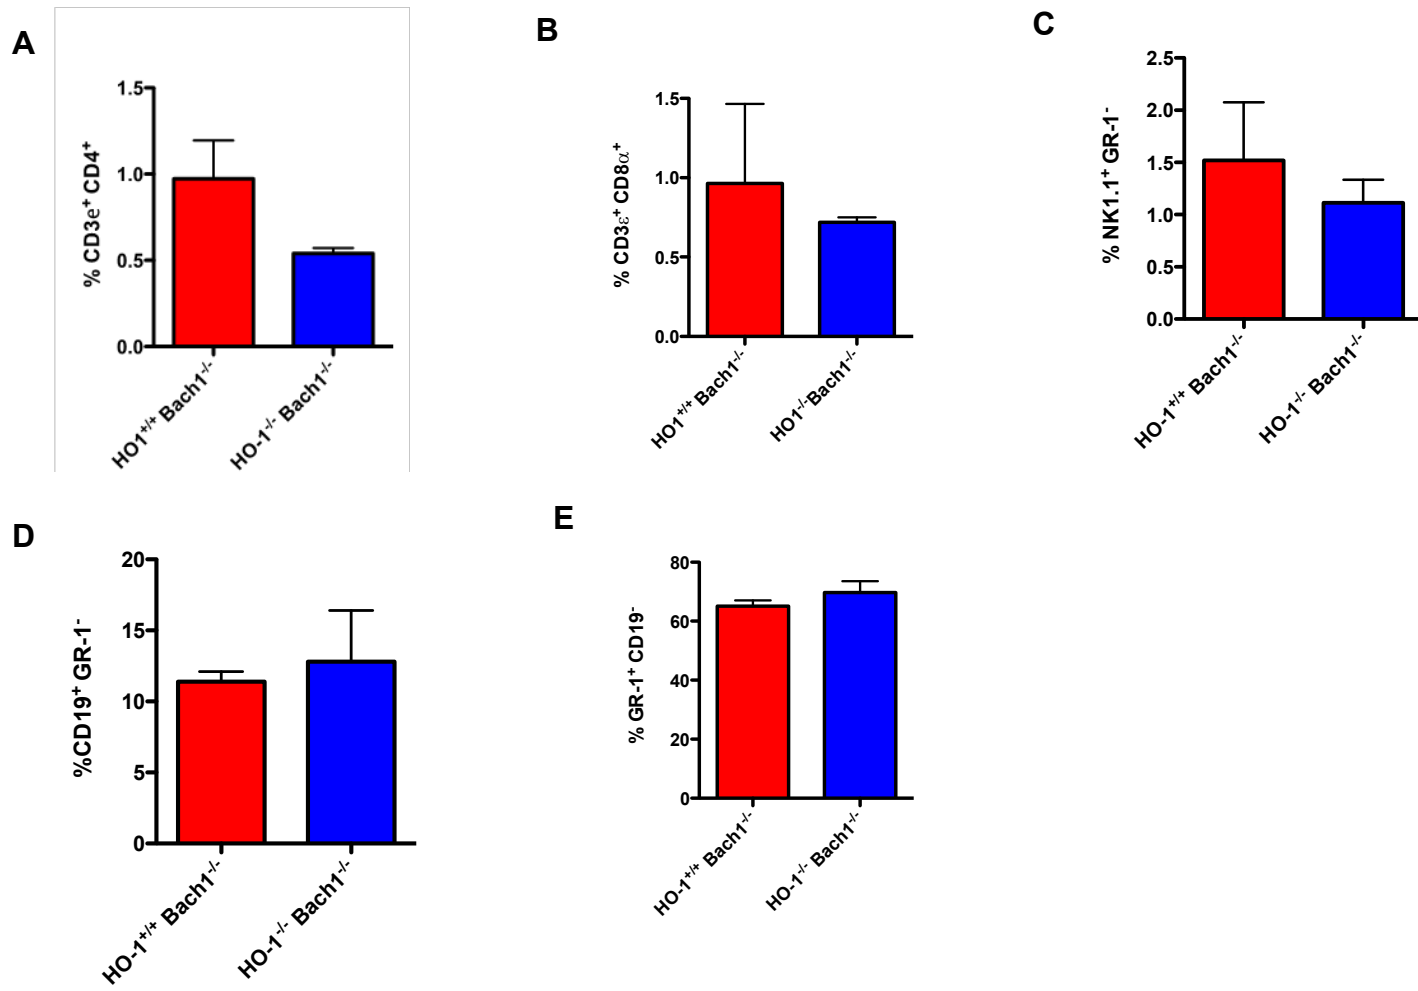 A
% CD3e⁺ CD4⁺
1.5
1.0
0.5
0.0
HO1⁺/⁺ Bach1⁻/⁻
HO-1⁻/⁻ Bach1⁻/⁻
B
% CD3ε⁺ CD8α⁺
1.5
1.0
0.5
0.0
HO1⁺/⁺ Bach1⁻/⁻
HO1⁻/⁻Bach1⁻/⁻
C
% NK1.1⁺ GR-1⁻
2.5
2.0
1.5
1.0
0.5
0.0
HO-1⁺/⁺ Bach1⁻/⁻
HO-1⁻/⁻ Bach1⁻/⁻
D
%CD19⁺ GR-1⁻
20
15
10
5
0
HO-1⁺/⁺ Bach1⁻/⁻
HO-1⁻/⁻ Bach1⁻/⁻
E
% GR-1⁺ CD19⁻
80
60
40
20
0
HO-1⁺/⁺ Bach1⁻/⁻
HO-1⁻/⁻ Bach1⁻/⁻